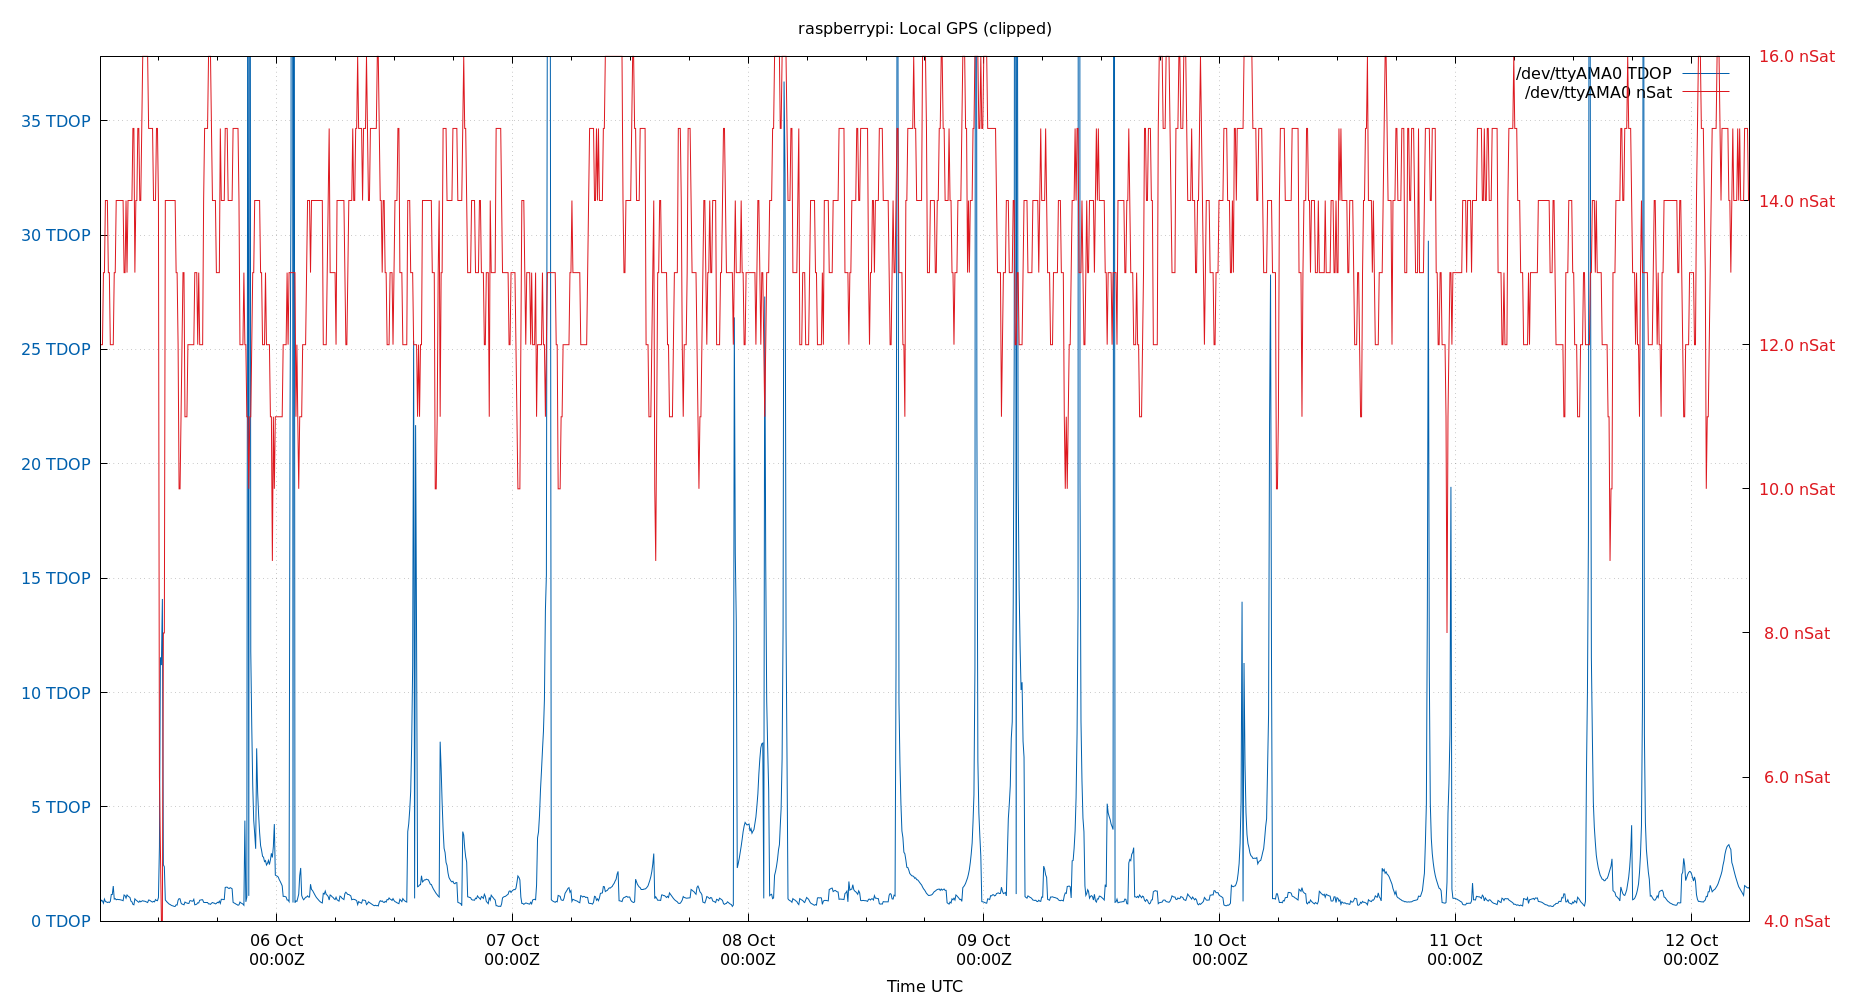 raspberrypi: Local GPS (clipped)
/dev/ttyAMA0 TDOP
/dev/ttyAMA0 nSat
35 TDOP
30 TDOP
25 TDOP
20 TDOP
15 TDOP
10 TDOP
5 TDOP
0 TDOP
16.0 nSat
14.0 nSat
12.0 nSat
10.0 nSat
8.0 nSat
6.0 nSat
4.0 nSat
06 Oct 07 Oct 08 Oct 09 Oct 10 Oct 11 Oct 12 Oct
00:00Z 00:00Z 00:00Z 00:00Z 00:00Z 00:00Z 00:00Z
Time UTC